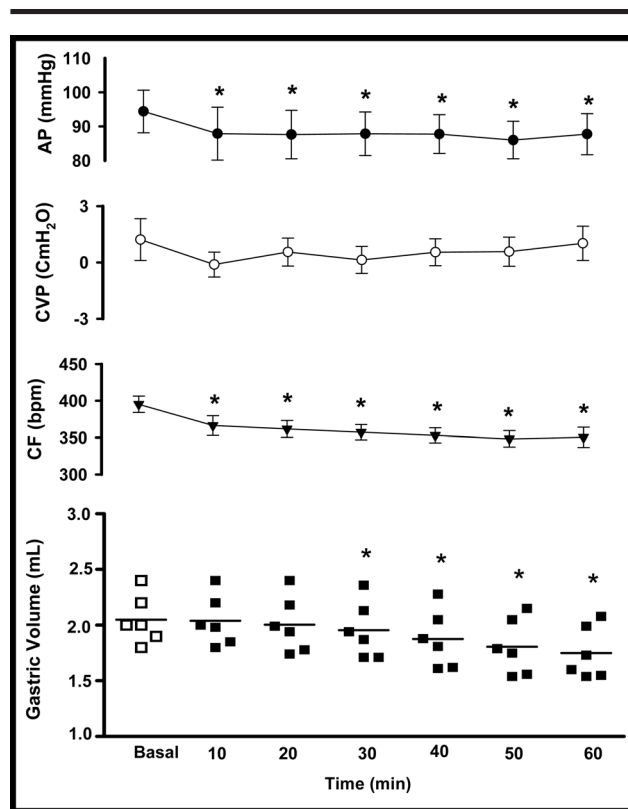 110
100
90
80
AP (mmHg)
* * * * * *
3
0
-3
CVP (CmH₂O)
450
400
350
300
CF (bpm)
* * * * * *
3.0
2.5
2.0
1.5
1.0
Gastric Volume (mL)
* * * *
Basal 10 20 30 40 50 60
Time (min)